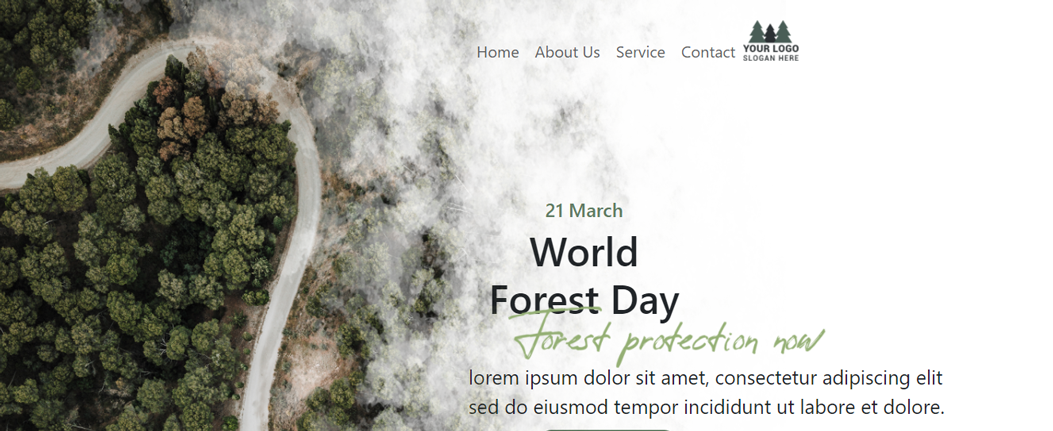 Home About Us Service Contact
YOUR LOGO
SLOGAN HERE
21 March
World
Forest Day
Forest protection now
lorem ipsum dolor sit amet, consectetur adipiscing elit
sed do eiusmod tempor incididunt ut labore et dolore.